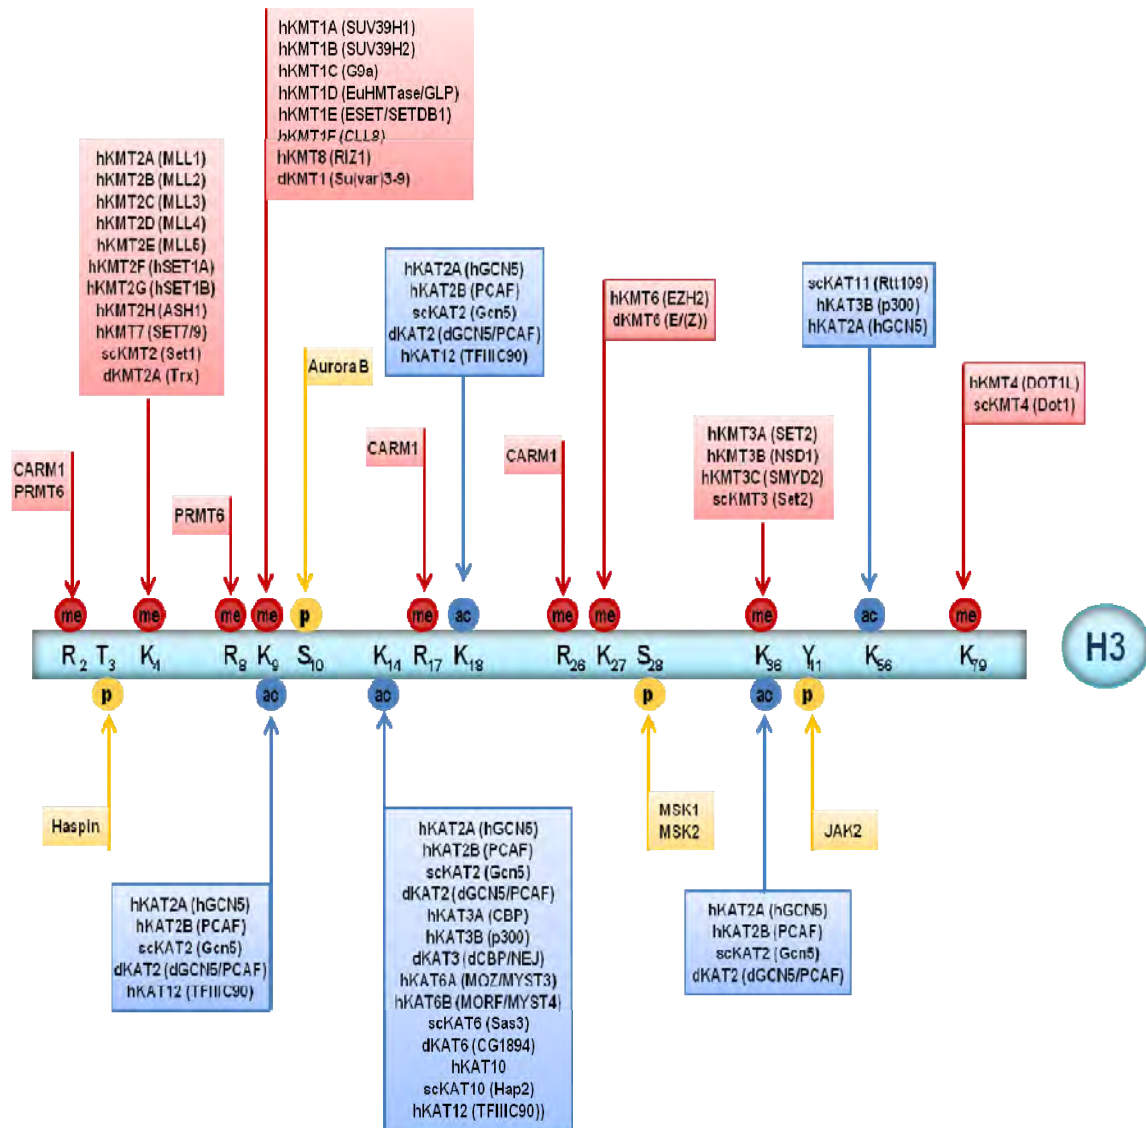 hKMT1A (SUV39H1)
hKMT1B (SUV39H2)
hKMT1C (G9a)
hKMT1D (EuHMTase/GLP)
hKMT1E (ESET/SETDB1)
hKMT1F (CLL8)
hKMT8 (RIZ1)
dKMT1 (Su(var)3-9)
hKMT2A (MLL1)
hKMT2B (MLL2)
hKMT2C (MLL3)
hKMT2D (MLL4)
hKMT2E (MLL5)
hKMT2F (hSET1A)
hKMT2G (hSET1B)
hKMT2H (ASH1)
hKMT7 (SET7/9)
scKMT2 (Set1)
dKMT2A (Trx)
hKAT2A (hGCN5)
hKAT2B (PCAF)
scKAT2 (Gcn5)
dKAT2 (dGCN5/PCAF)
hKAT12 (TFIIIC90)
hKMT6 (EZH2)
dKMT6 (E/(Z))
scKAT11 (Rtt109)
hKAT3B (p300)
hKAT2A (hGCN5)
Aurora B
hKMT4 (DOT1L)
scKMT4 (Dot1)
CARM1
PRMT6
PRMT6
CARM1
CARM1
hKMT3A (SET2)
hKMT3B (NSD1)
hKMT3C (SMYD2)
scKMT3 (Set2)
me me me me p me ac me me me ac me
R2 T3 K4 R8 K9 S10 K14 R17 K18 R26 K27 S28 K36 Y11 K56 K79
H3
p ac ac p ac p
Haspin
MSK1
MSK2
JAK2
hKAT2A (hGCN5)
hKAT2B (PCAF)
scKAT2 (Gcn5)
dKAT2 (dGCN5/PCAF)
hKAT12 (TFIIIC90)
hKAT2A (hGCN5)
hKAT2B (PCAF)
scKAT2 (Gcn5)
dKAT2 (dGCN5/PCAF)
hKAT3A (CBP)
hKAT3B (p300)
dKAT3 (dCBP/NEJ)
hKAT6A (MOZ/MYST3)
hKAT6B (MORF/MYST4)
scKAT6 (Sas3)
dKAT6 (CG1894)
hKAT10
scKAT10 (Hap2)
hKAT12 (TFIIIC90))
hKAT2A (hGCN5)
hKAT2B (PCAF)
scKAT2 (Gcn5)
dKAT2 (dGCN5/PCAF)